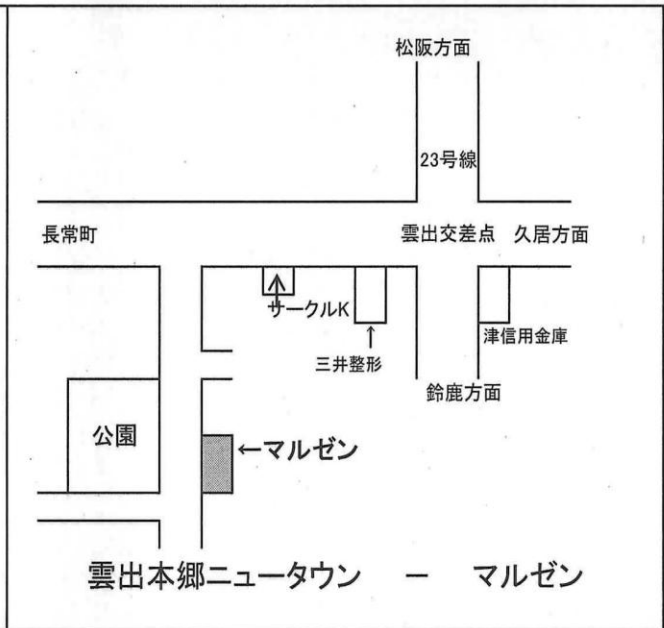 松阪方面
23号線
長常町
雲出交差点
久居方面
サークルK
三井整形
津信用金庫
鈴鹿方面
公園
←マルゼン
雲出本郷ニュータウン － マルゼン